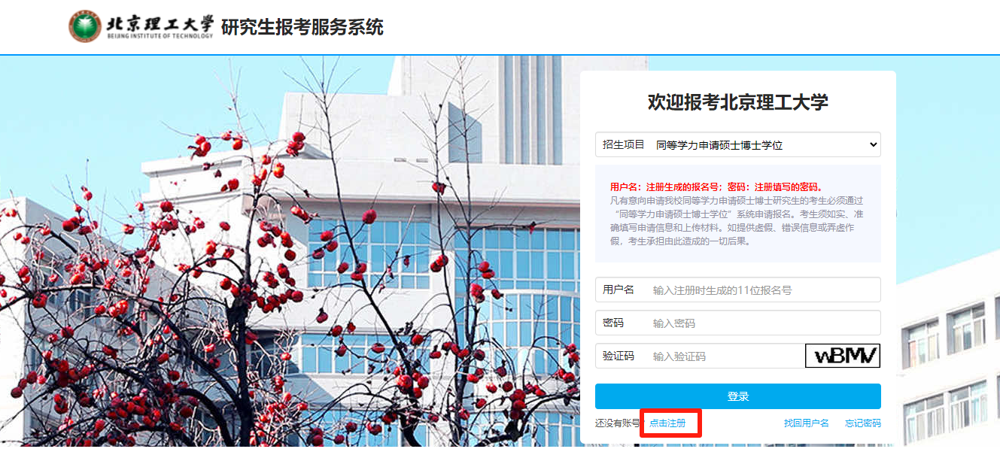 北京理工大学
BEIJING INSTITUTE OF TECHNOLOGY
研究生报考服务系统
欢迎报考北京理工大学
招生项目 同等学力申请硕士博士学位
用户名：注册生成的报名号；密码：注册填写的密码。
凡有意向申请我校同等学力申请硕士博士研究生的考生必须通过
“同等学力申请硕士博士学位”系统申请报名。考生须如实、准
确填写申请信息和上传材料。如提供虚假、错误信息或弄虚作
假，考生承担由此造成的一切后果。
用户名 输入注册时生成的11位报名号
密码 输入密码
验证码 输入验证码 wBMV
登录
还没有账号 点击注册 找回用户名 忘记密码